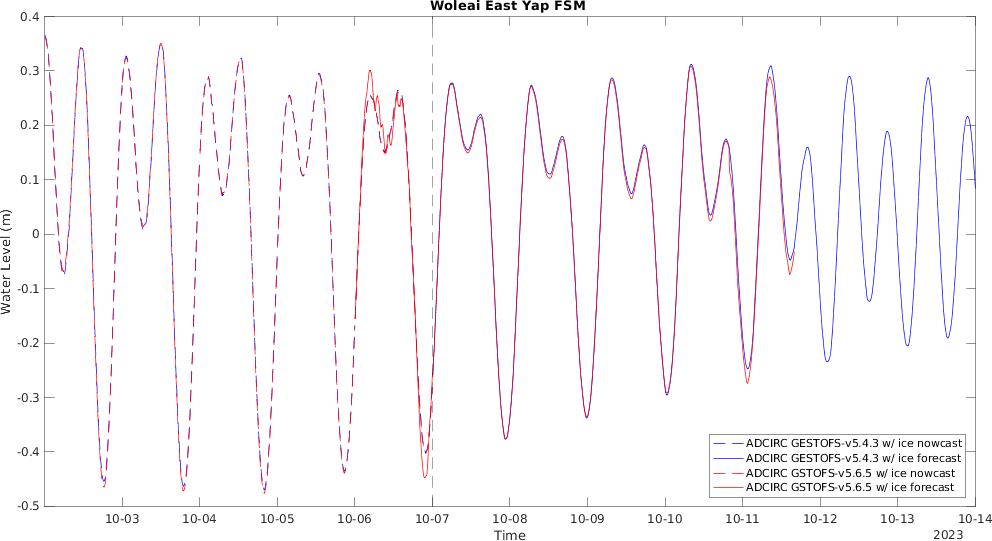 Woleai East Yap FSM
0.4
0.3
0.2
0.1
0
-0.1
-0.2
-0.3
-0.4
-0.5
Water Level (m)
ADCIRC GESTOFS-v5.4.3 w/ ice nowcast
ADCIRC GESTOFS-v5.4.3 w/ ice forecast
ADCIRC GSTOFS-v5.6.5 w/ ice nowcast
ADCIRC GSTOFS-v5.6.5 w/ ice forecast
10-03 10-04 10-05 10-06 10-07 10-08 10-09 10-10 10-11 10-12 10-13 10-14
Time 2023